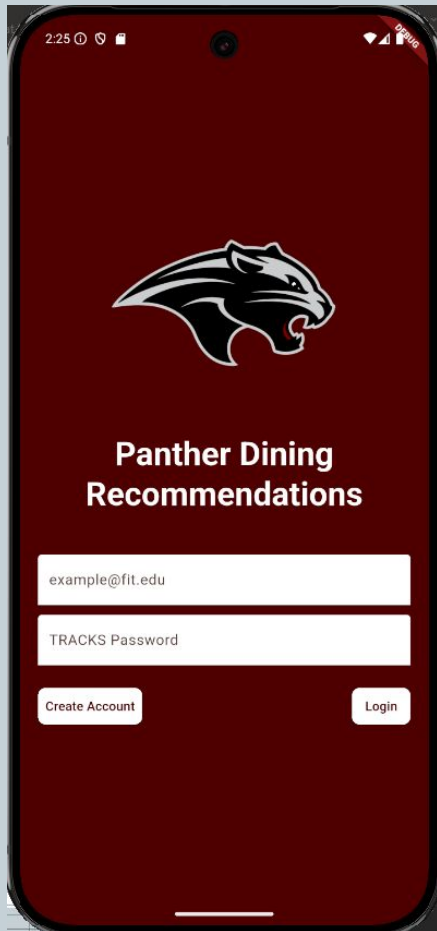 2:25
DEBUG
Panther Dining
Recommendations
example@fit.edu
TRACKS Password
Create Account
Login